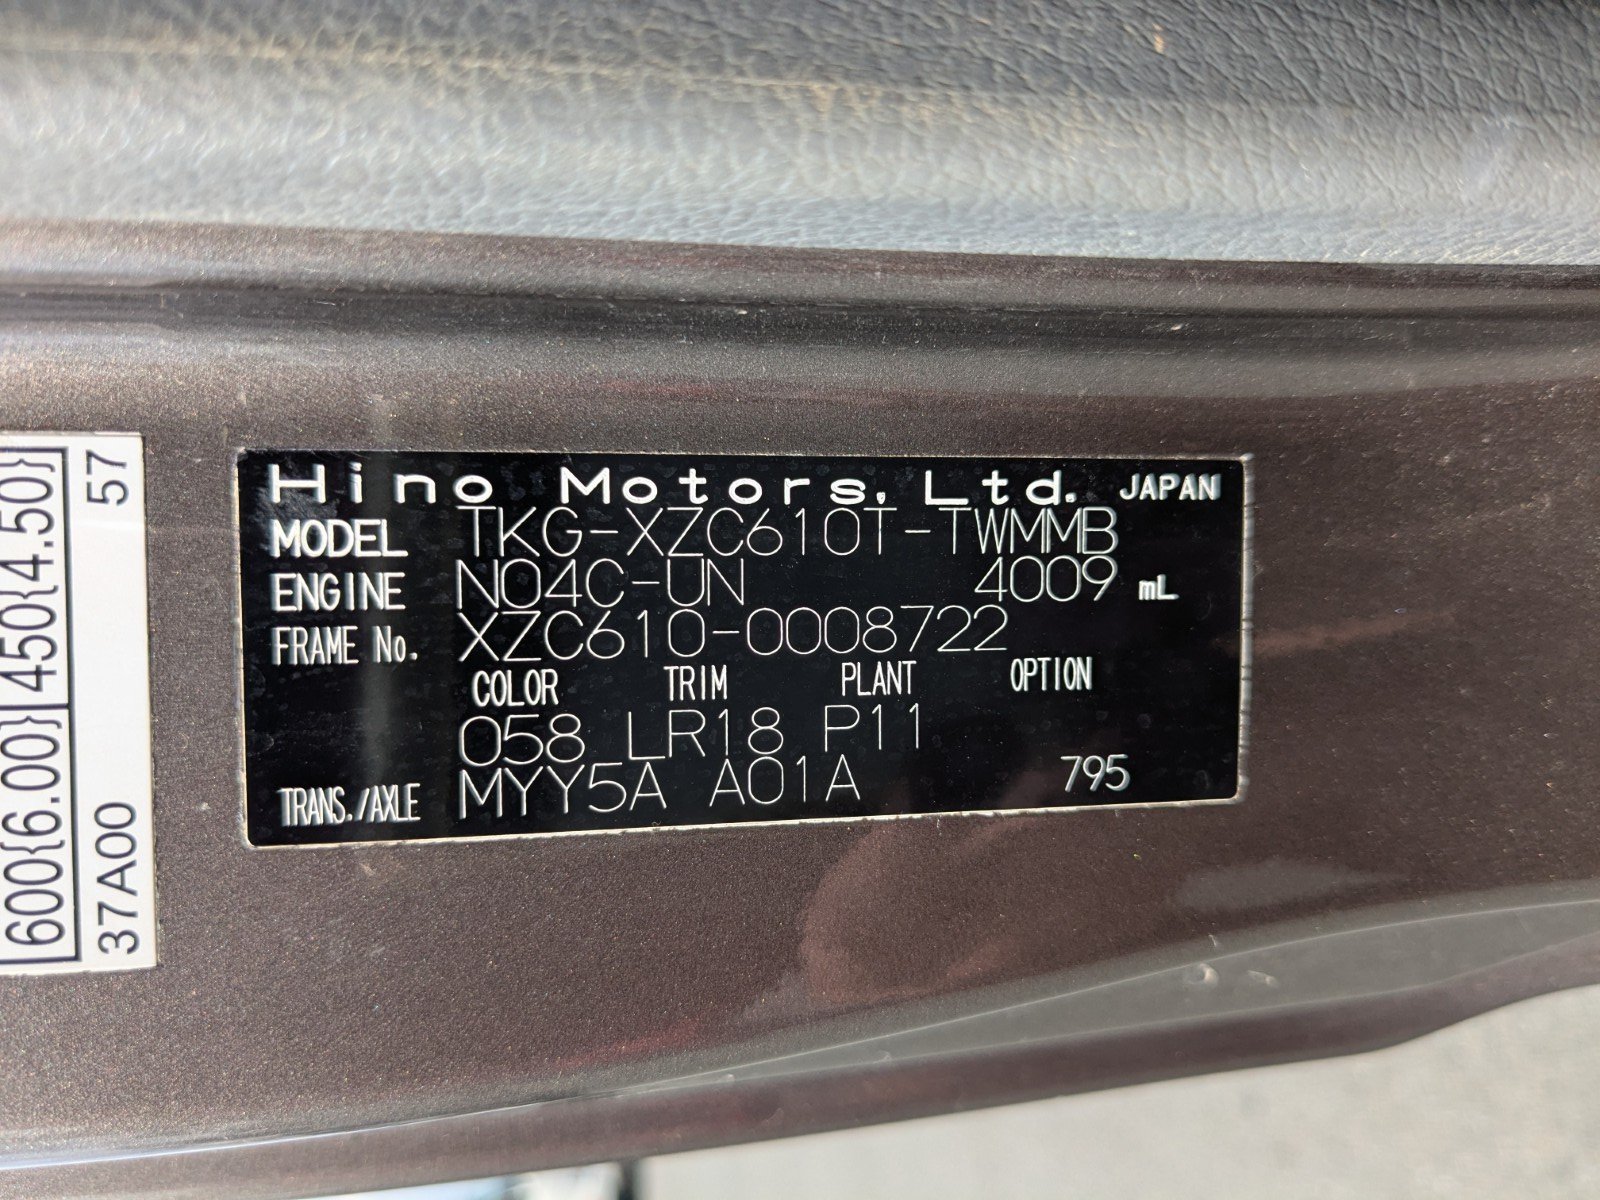 Hino Motors, Ltd. JAPAN
MODEL TKG-XZC610T-TWMMB
ENGINE N04C-UN 4009 mL
FRAME No. XZC610-0008722
COLOR TRIM PLANT OPTION
058 LR18 P11
TRANS./AXLE MYY5A A01A 795
600{6.00} 450{4.50}
37A00 57